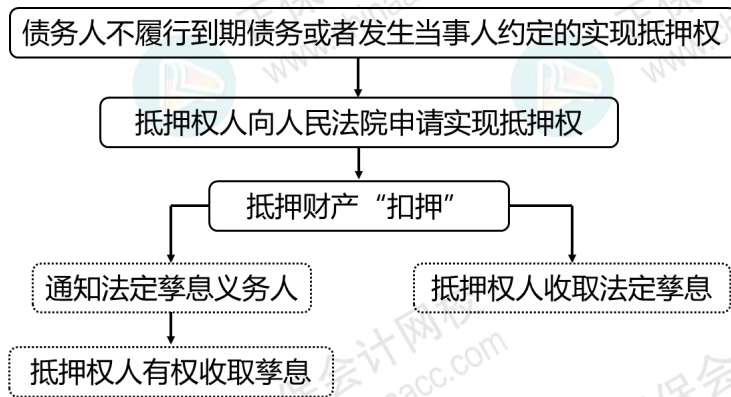 债务人不履行到期债务或者发生当事人约定的实现抵押权
抵押权人向人民法院申请实现抵押权
抵押财产“扣押”
通知法定孳息义务人
抵押权人收取法定孳息
抵押权人有权收取孳息